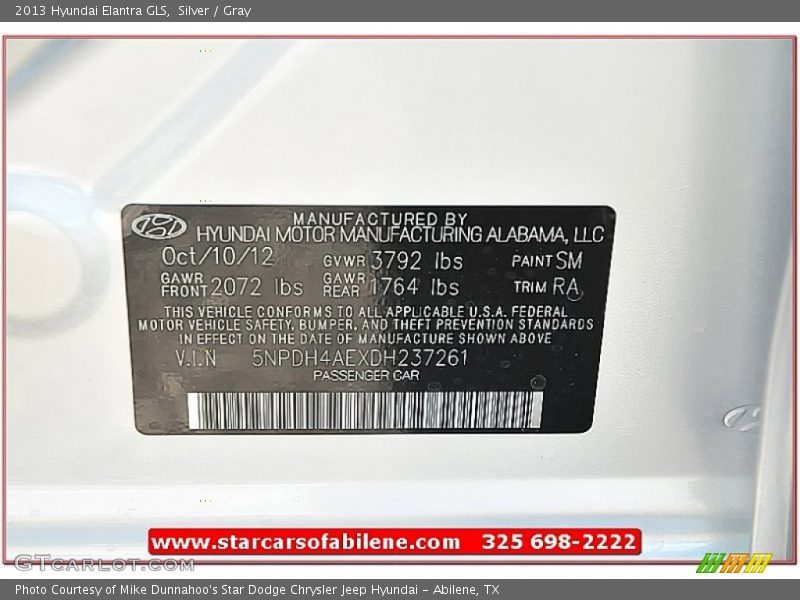 2013 Hyundai Elantra GLS,  Silver / Gray
MANUFACTURED BY
HYUNDAI MOTOR MANUFACTURING ALABAMA, LLC
Oct/10/12 GVWR 3792 lbs PAINT SM
GAWR FRONT 2072 lbs GAWR REAR 1764 lbs TRIM RA
THIS VEHICLE CONFORMS TO ALL APPLICABLE U.S.A. FEDERAL
MOTOR VEHICLE SAFETY, BUMPER, AND THEFT PREVENTION STANDARDS
IN EFFECT ON THE DATE OF MANUFACTURE SHOWN ABOVE
V.I.N 5NPDH4AEXDH237261
PASSENGER CAR
www.starcarsofabilene.com 325 698-2222
GTCarLot.com
Photo Courtesy of Mike Dunnahoo's Star Dodge Chrysler Jeep Hyundai - Abilene, TX